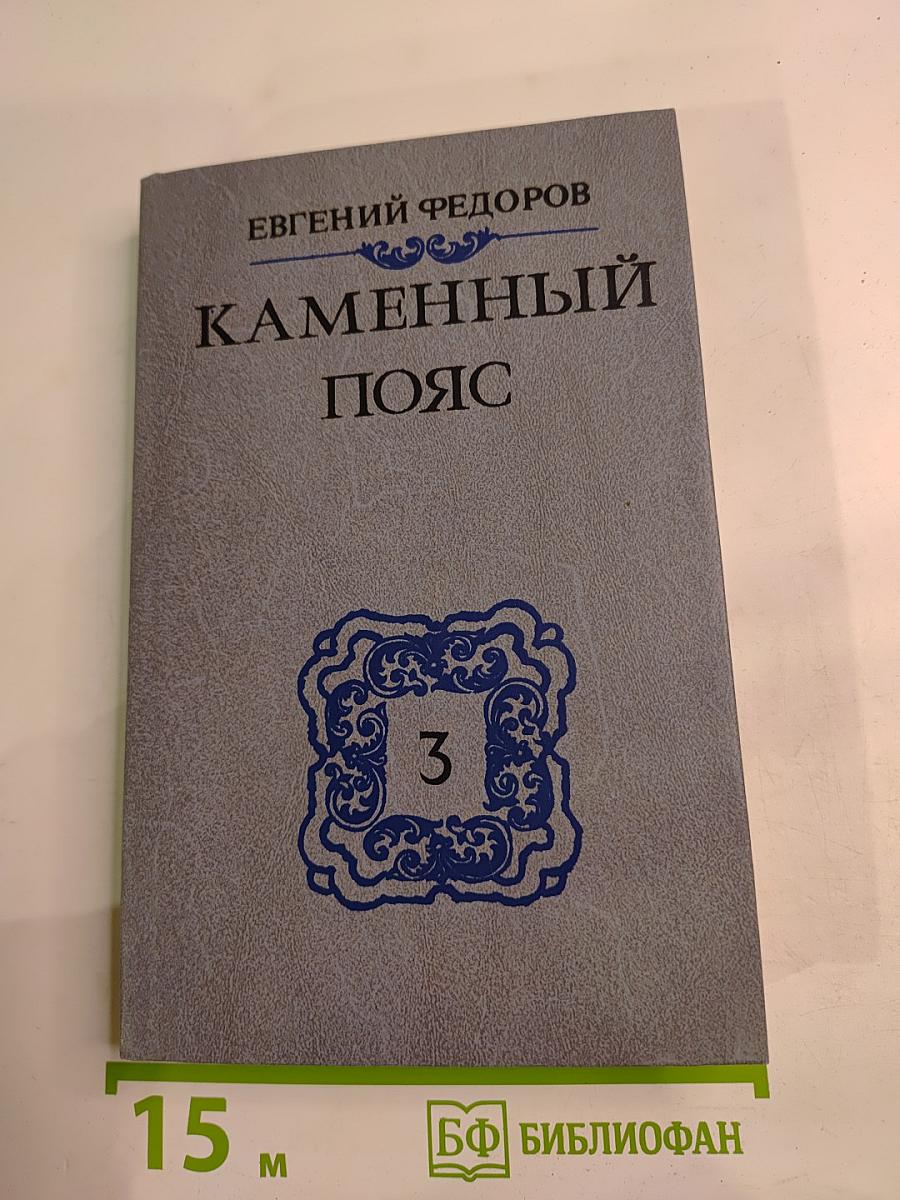 ЕВГЕНИЙ ФЕДОРОВ
КАМЕННЫЙ
ПОЯС
3
15 м
БФ БИБЛИОФАН